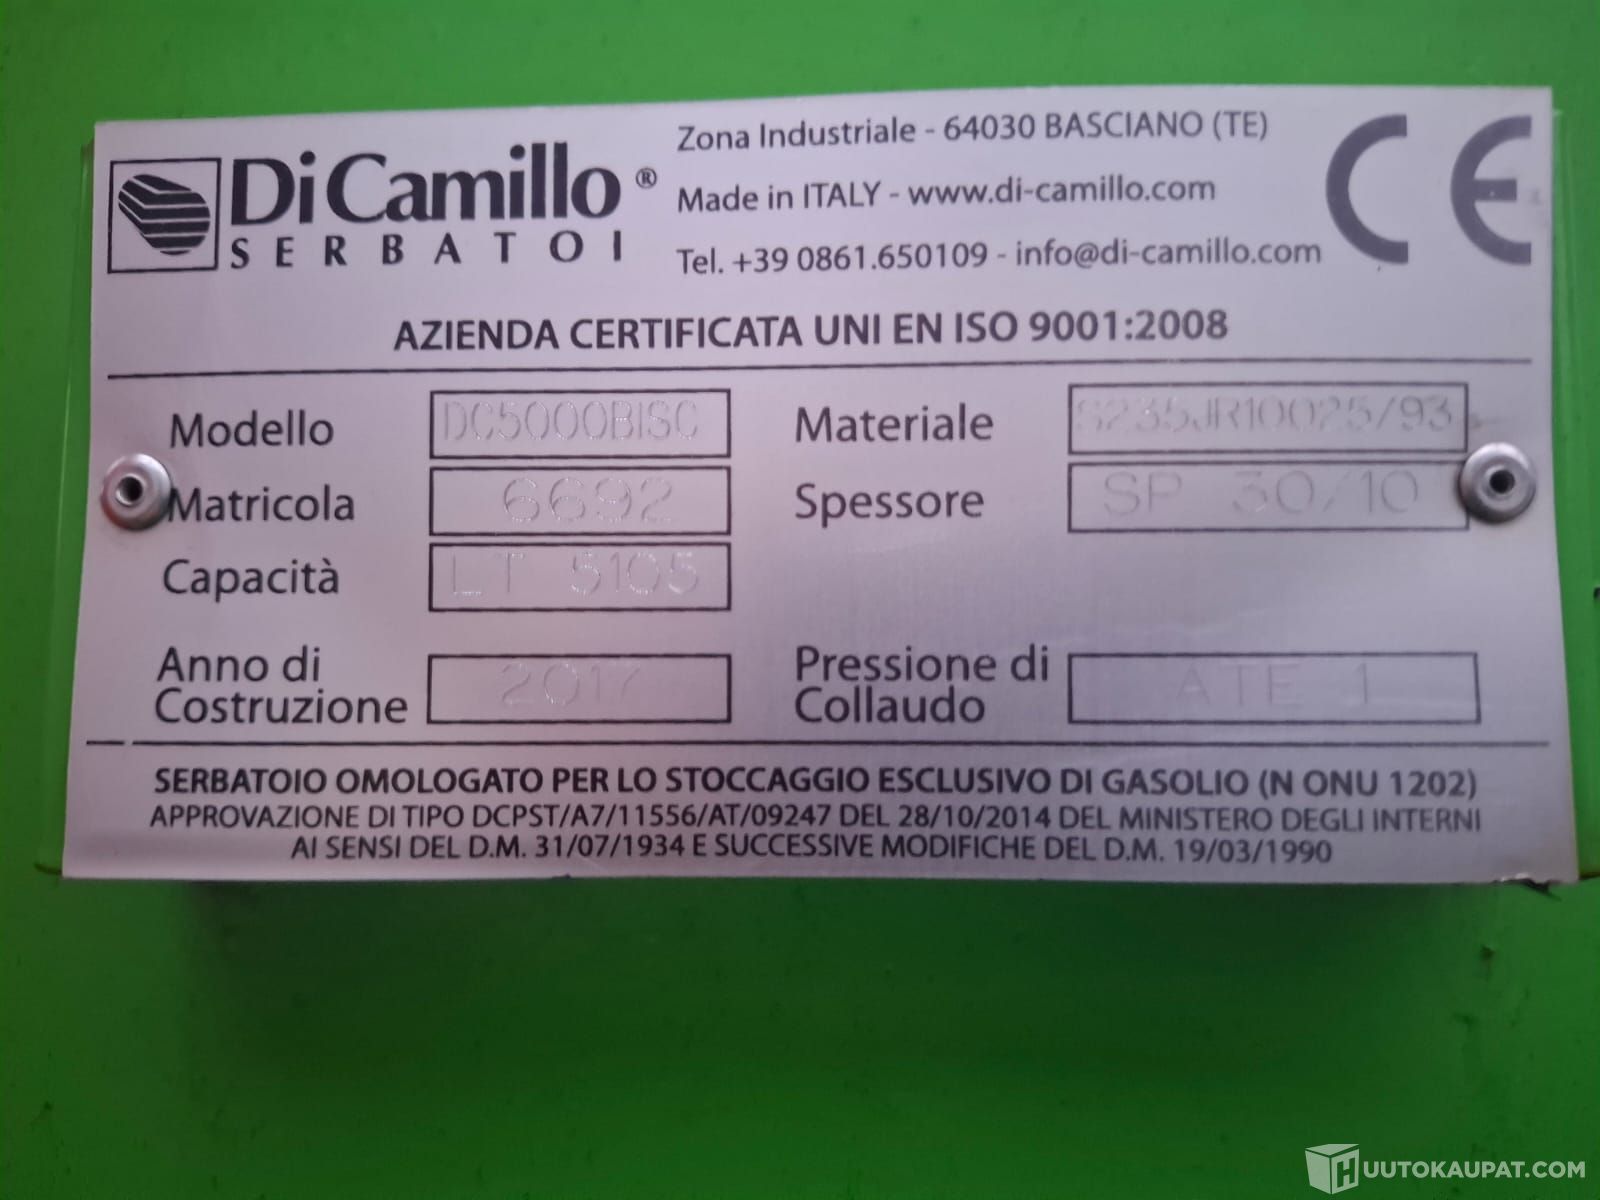 Di Camillo ®
SERBATOI
Zona Industriale - 64030 BASCIANO (TE)
Made in ITALY - www.di-camillo.com
Tel. +39 0861.650109 - info@di-camillo.com
CE
AZIENDA CERTIFICATA UNI EN ISO 9001:2008
Modello DC5000BISC
Materiale S235JR10025/93
Matricola 6692
Spessore SP 30/10
Capacità LT 5105
Anno di
Costruzione 2017
Pressione di
Collaudo ATE 1
SERBATOIO OMOLOGATO PER LO STOCCAGGIO ESCLUSIVO DI GASOLIO (N ONU 1202)
APPROVAZIONE DI TIPO DCPST/A7/11556/AT/09247 DEL 28/10/2014 DEL MINISTERO DEGLI INTERNI
AI SENSI DEL D.M. 31/07/1934 E SUCCESSIVE MODIFICHE DEL D.M. 19/03/1990
HUUTOKAUPAT.COM